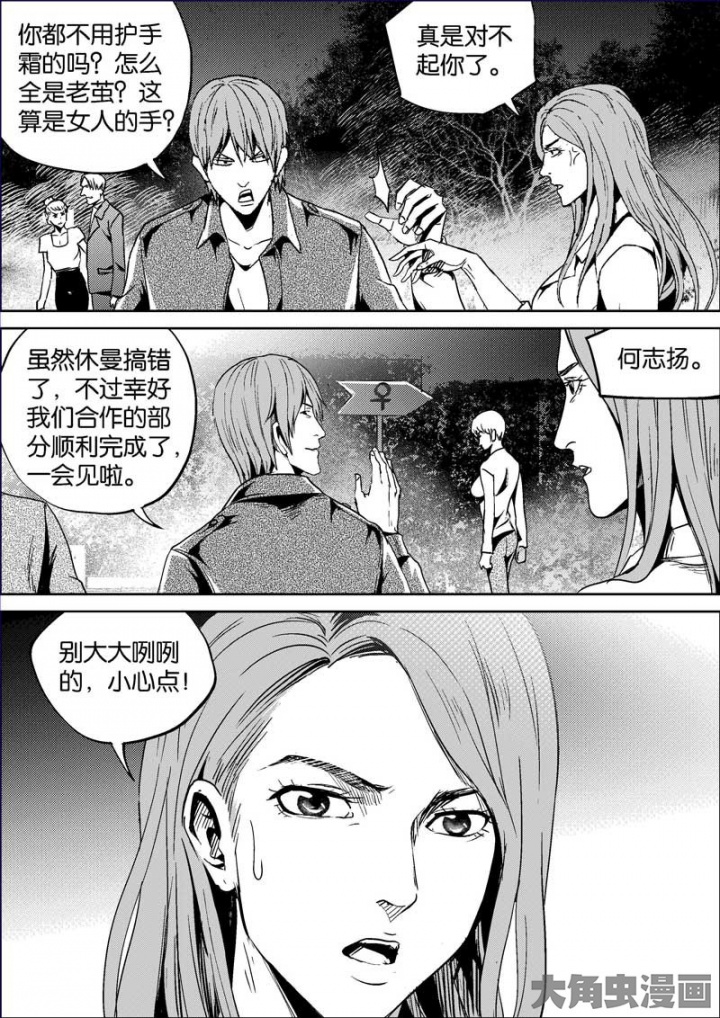 你都不用护手
霜的吗？怎么
全是老茧？这
算是女人的手？
真是对不
起你了。
虽然休曼搞错
了，不过幸好
我们合作的部
分顺利完成了，
一会见啦。
何志扬。
别大大咧咧
的，小心点！
大角虫漫画